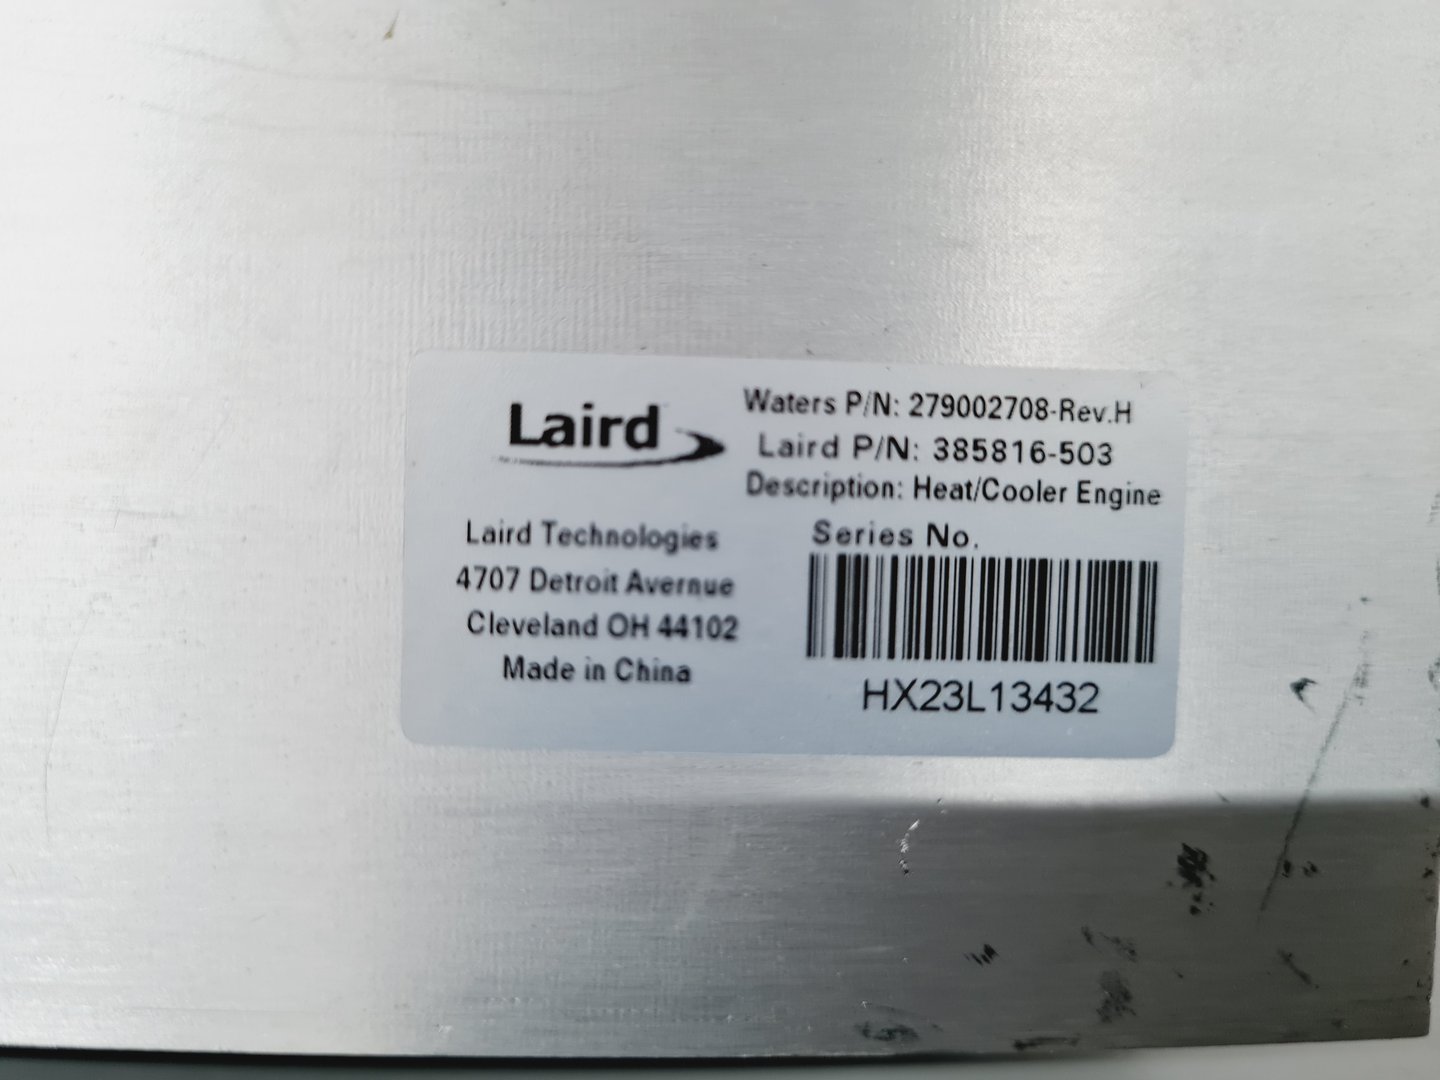 Laird
Waters P/N: 279002708-Rev.H
Laird P/N: 385816-503
Description: Heat/Cooler Engine
Laird Technologies
4707 Detroit Avernue
Cleveland OH 44102
Made in China
Series No.
HX23L13432